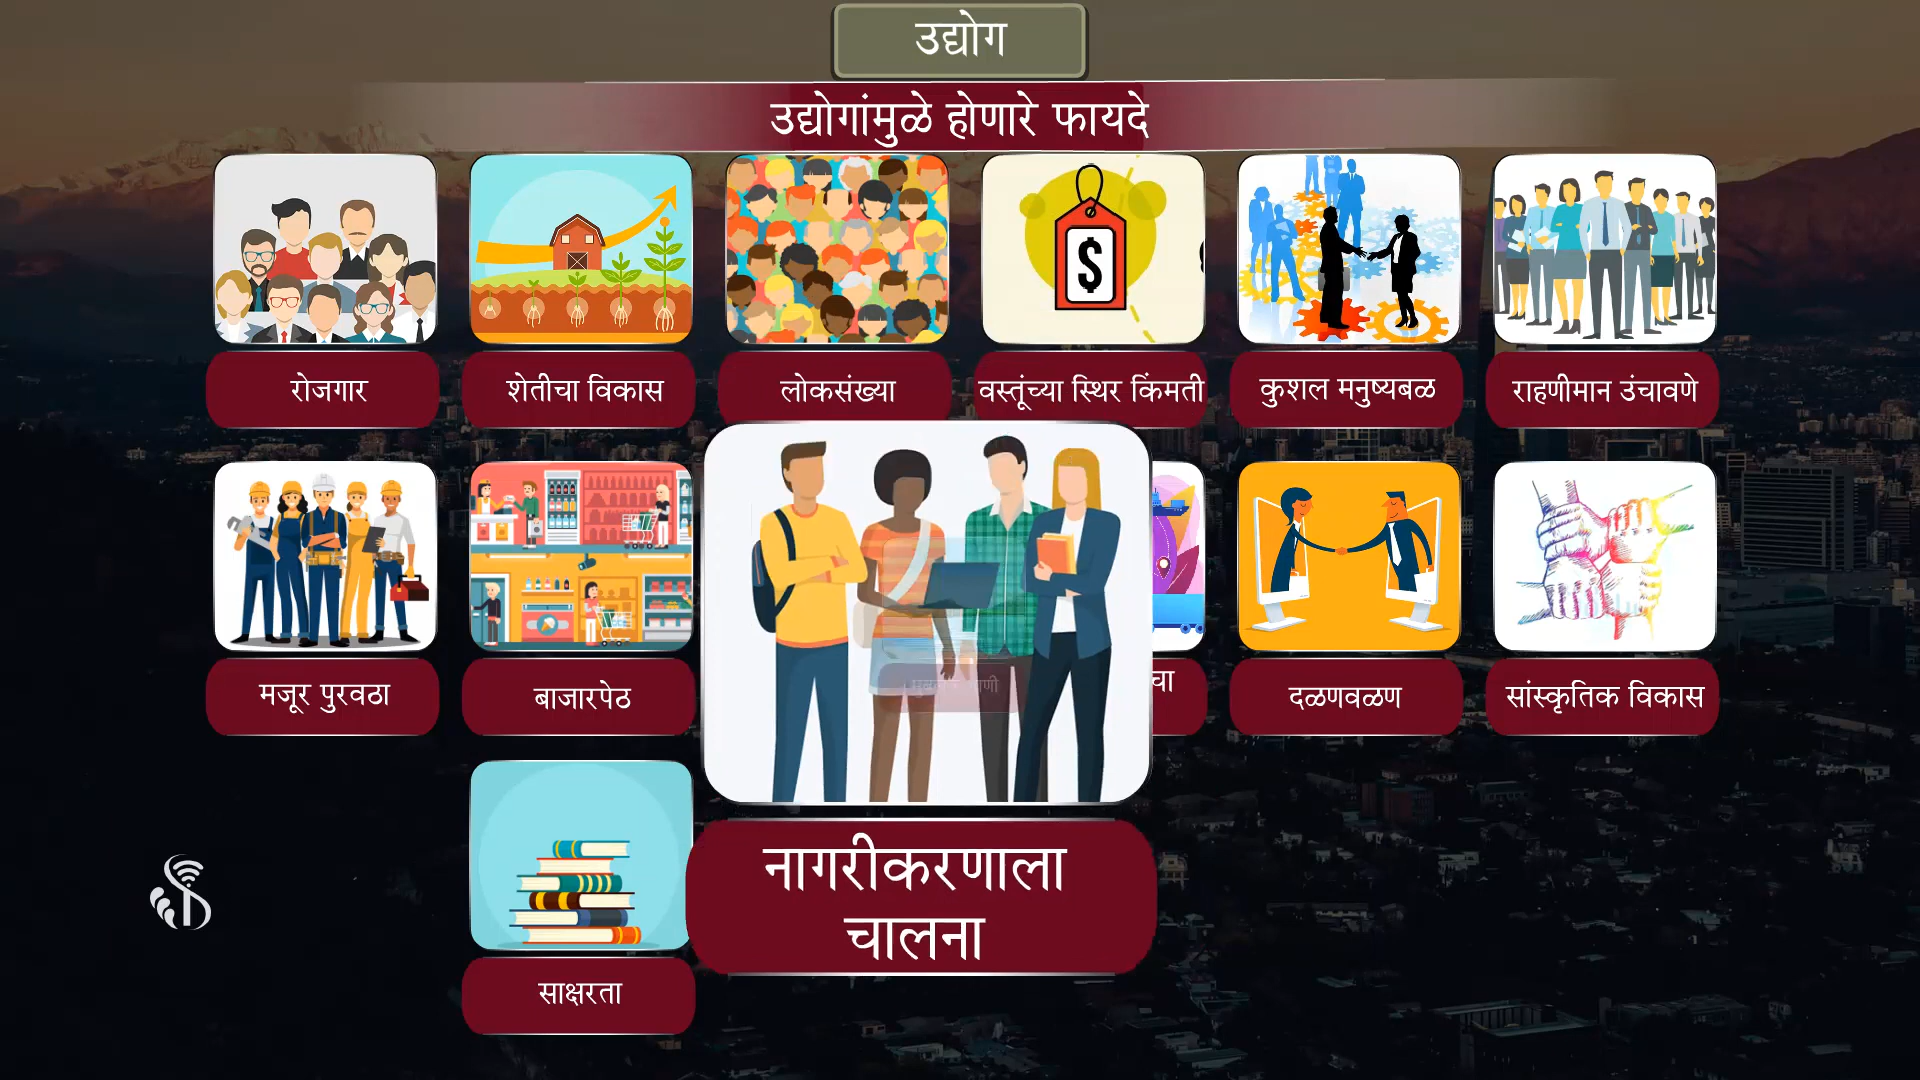 उद्योग
उद्योगांमुळे होणारे फायदे
रोजगार
शेतीचा विकास
लोकसंख्या
वस्तूंच्या स्थिर किंमती
कुशल मनुष्यबळ
राहणीमान उंचावणे
मजूर पुरवठा
बाजारपेठ
दळणवळण
सांस्कृतिक विकास
साक्षरता
नागरीकरणाला
चालना